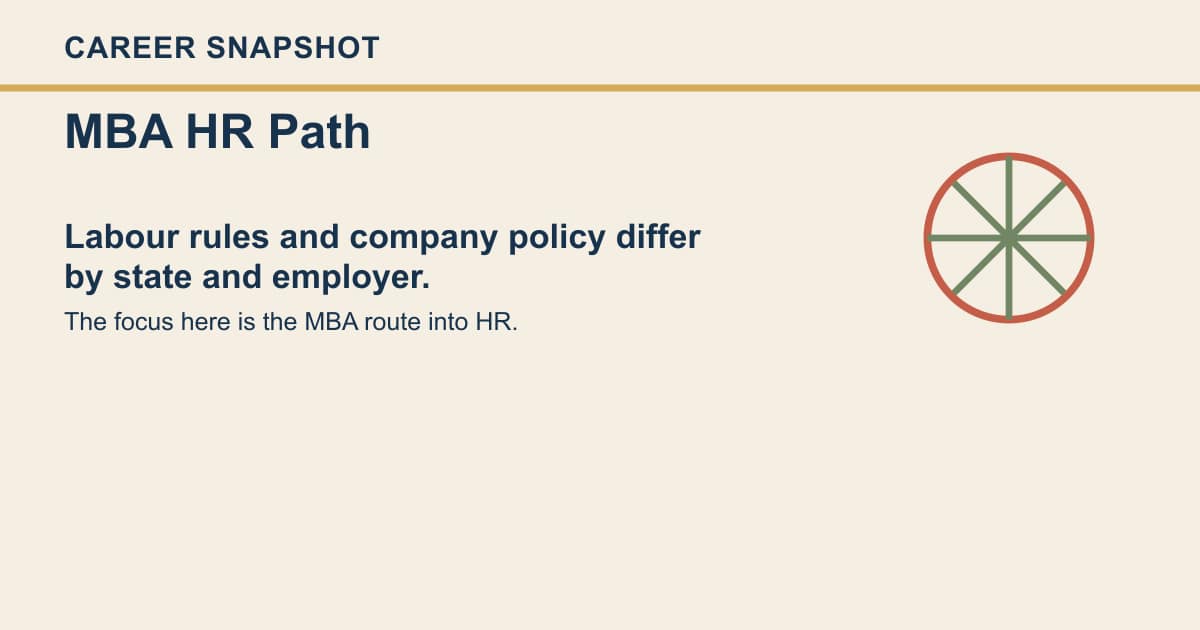 CAREER SNAPSHOT
MBA HR Path
Labour rules and company policy differ
by state and employer.
The focus here is the MBA route into HR.